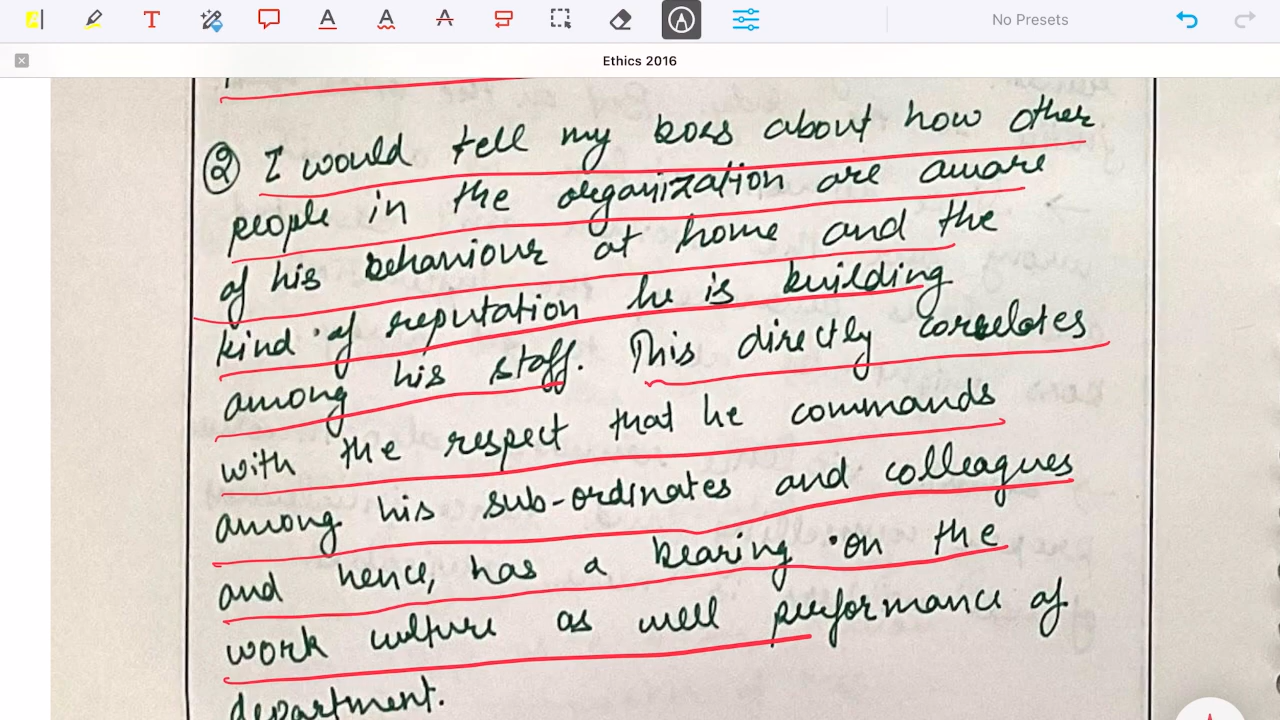 No Presets
Ethics 2016
② I would tell my boss about how other
people in the organization are aware
of his behaviour at home and the
kind of reputation he is building
among his staff. This directly correlates
with the respect that he commands
among his sub-ordinates and colleagues
and hence, has a bearing on the
work culture as well performance of
department.